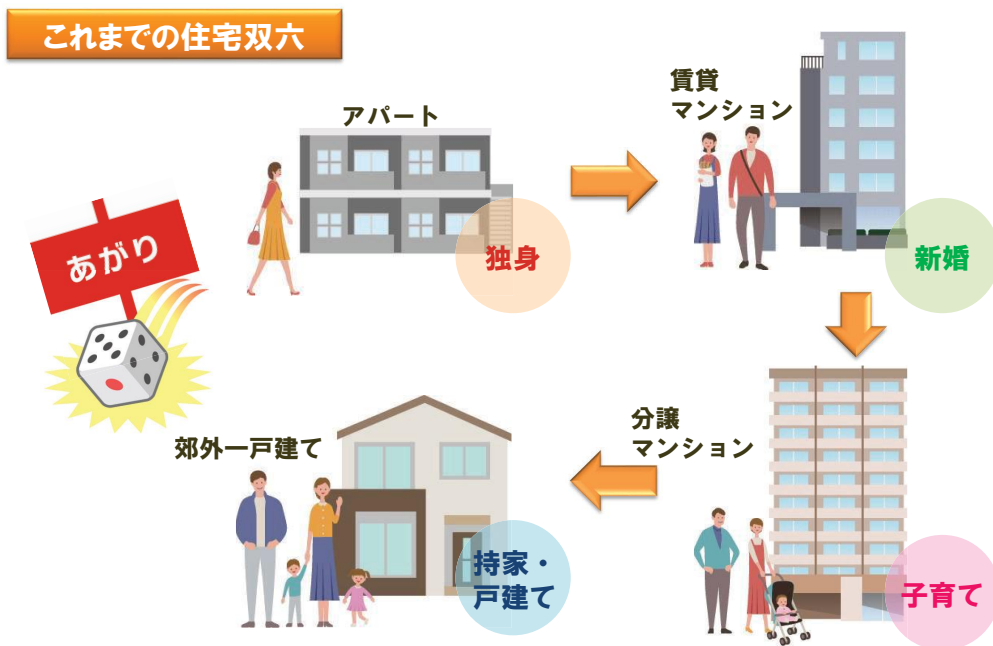 これまでの住宅双六
アパート
独身
賃貸
マンション
新婚
分譲
マンション
子育て
郊外一戸建て
持家・
戸建て
あがり